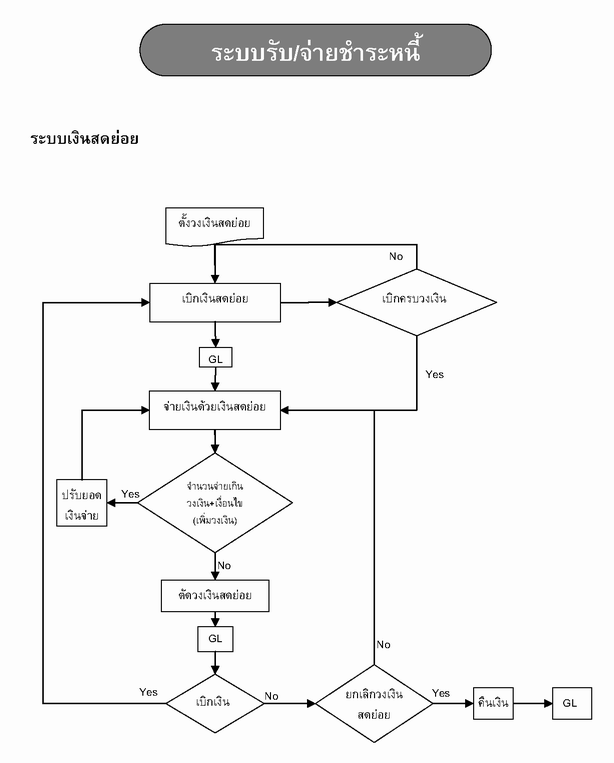 ระบบรับ/จ่ายชำระหนี้
ระบบเงินสดย่อย
ตั้งวงเงินสดย่อย
No
เบิกเงินสดย่อย
เบิกครบวงเงิน
GL
Yes
จ่ายเงินด้วยเงินสดย่อย
ปรับยอด
เงินจ่าย
Yes
จำนวนจ่ายเกิน
วงเงิน+เงื่อนไข
(เพิ่มวงเงิน)
No
ตัดวงเงินสดย่อย
GL
No
Yes
เบิกเงิน
No
ยกเลิกวงเงิน
สดย่อย
Yes
คืนเงิน
GL